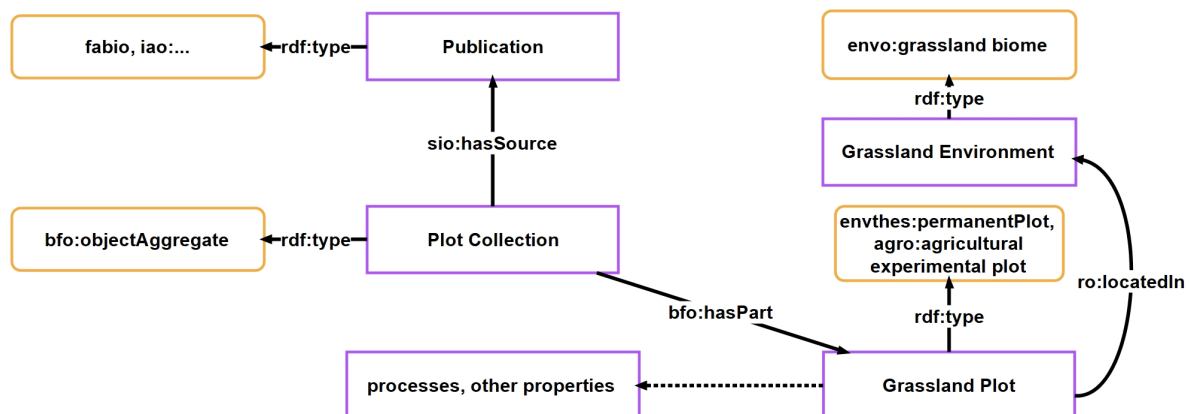 fabio, iao:...
rdf:type
Publication
envo:grassland biome
rdf:type
sio:hasSource
Grassland Environment
bfo:objectAggregate
rdf:type
Plot Collection
envthes:permanentPlot,
agro:agricultural
experimental plot
ro:locatedIn
bfo:hasPart
rdf:type
processes, other properties
Grassland Plot